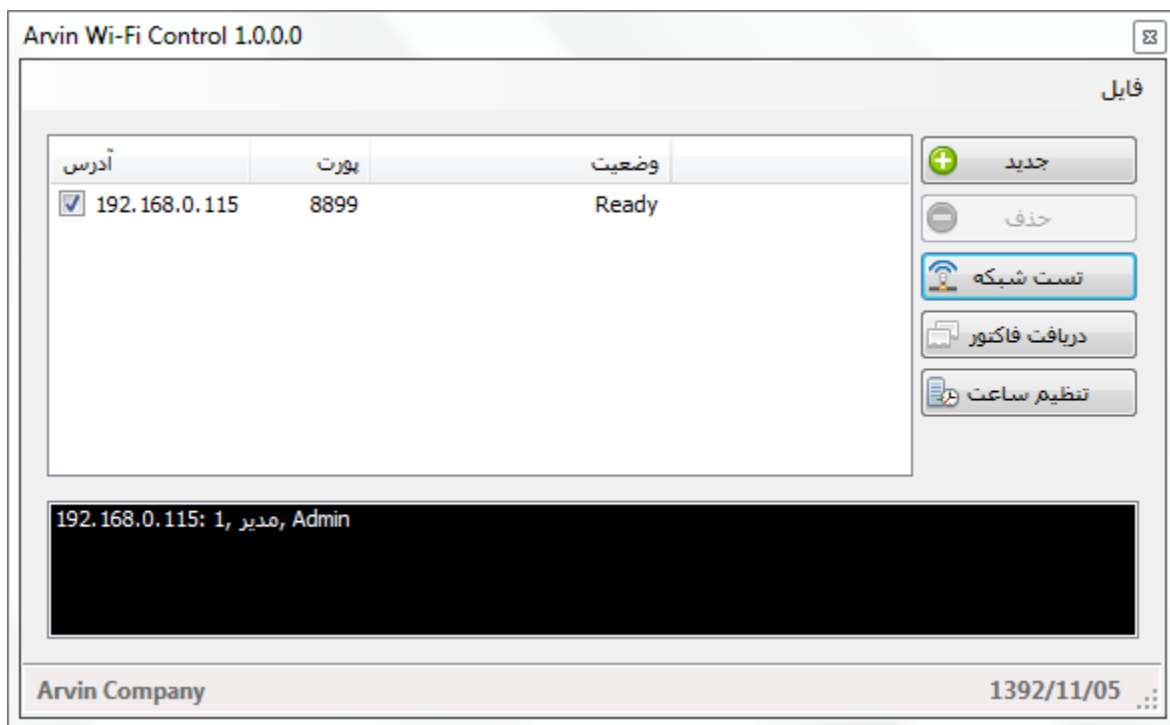 Arvin Wi-Fi Control 1.0.0.0
فایل
آدرس پورت وضعیت
192.168.0.115 8899 Ready
جدید
حذف
تست شبکه
دریافت فاکتور
تنظیم ساعت
192.168.0.115: 1, مدیر, Admin
Arvin Company 1392/11/05